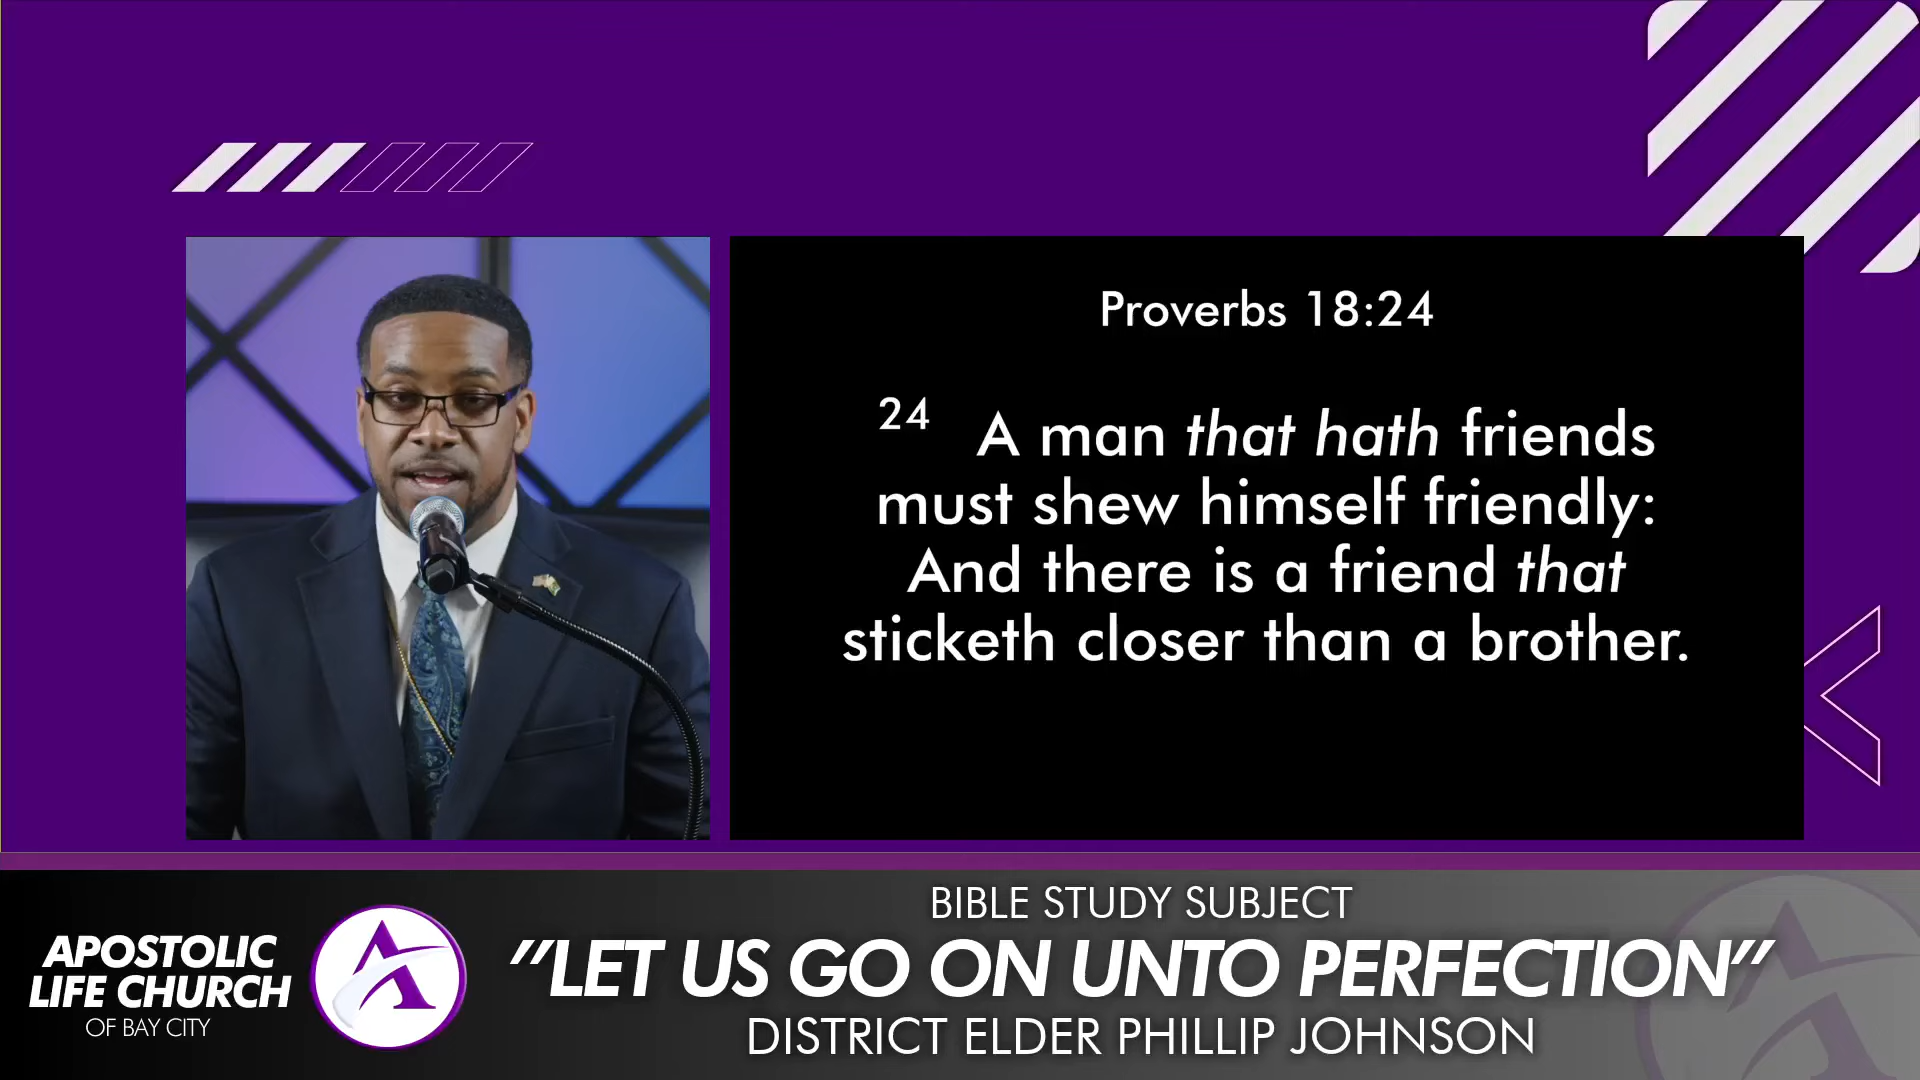 Proverbs 18:24
24 A man that hath friends
must shew himself friendly:
And there is a friend that
sticketh closer than a brother.
BIBLE STUDY SUBJECT
"LET US GO ON UNTO PERFECTION"
DISTRICT ELDER PHILLIP JOHNSON
APOSTOLIC
LIFE CHURCH
OF BAY CITY